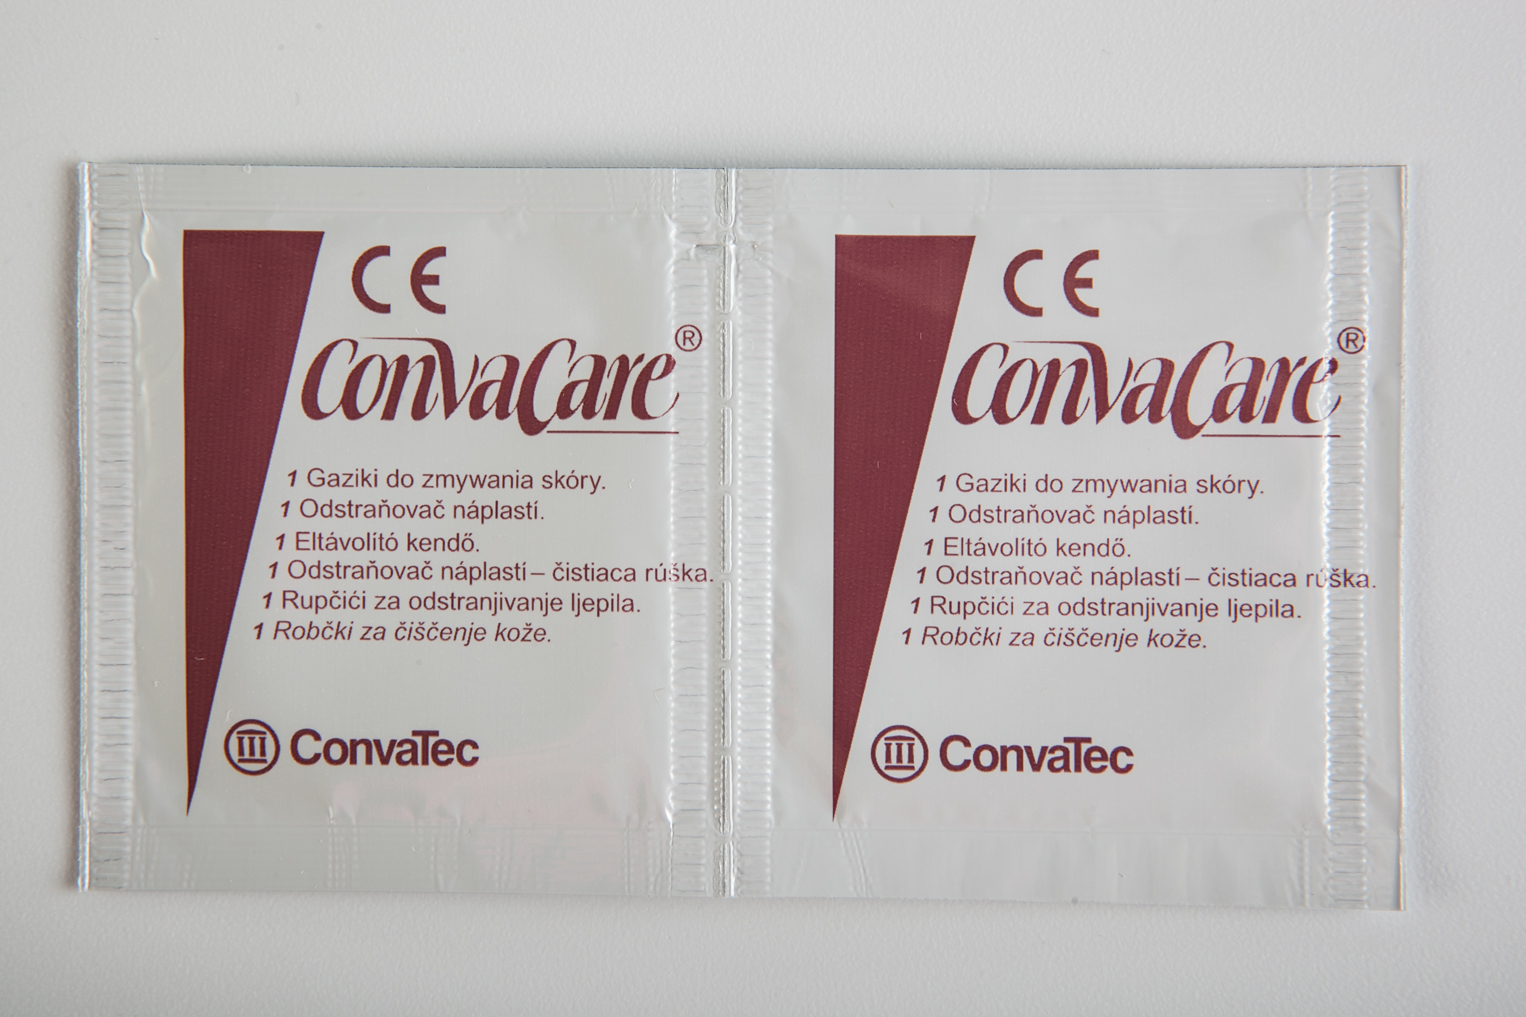 CE
ConvaCare®
1 Gaziki do zmywania skóry.
1 Odstraňovač náplastí.
1 Eltávolító kendő.
1 Odstraňovač náplastí – čistiaca rúška.
1 Rupčići za odstranjivanje ljepila.
1 Robčki za čiščenje kože.
ConvaTec
CE
ConvaCare®
1 Gaziki do zmywania skóry.
1 Odstraňovač náplastí.
1 Eltávolító kendő.
1 Odstraňovač náplastí – čistiaca rúška.
1 Rupčići za odstranjivanje ljepila.
1 Robčki za čiščenje kože.
ConvaTec